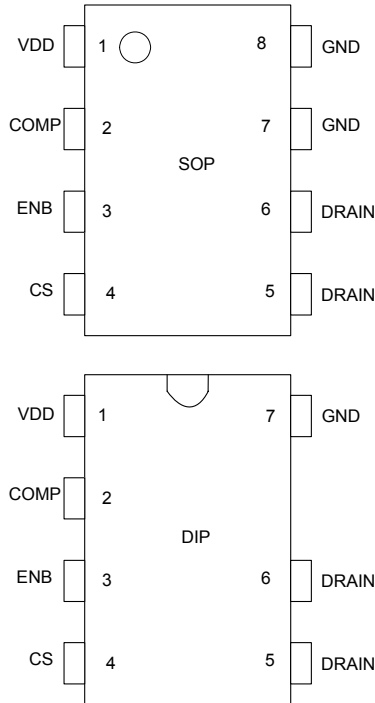 VDD 1 8 GND
COMP 2 7 GND
SOP
ENB 3 6 DRAIN
CS 4 5 DRAIN
VDD 1 7 GND
COMP 2
DIP
ENB 3 6 DRAIN
CS 4 5 DRAIN